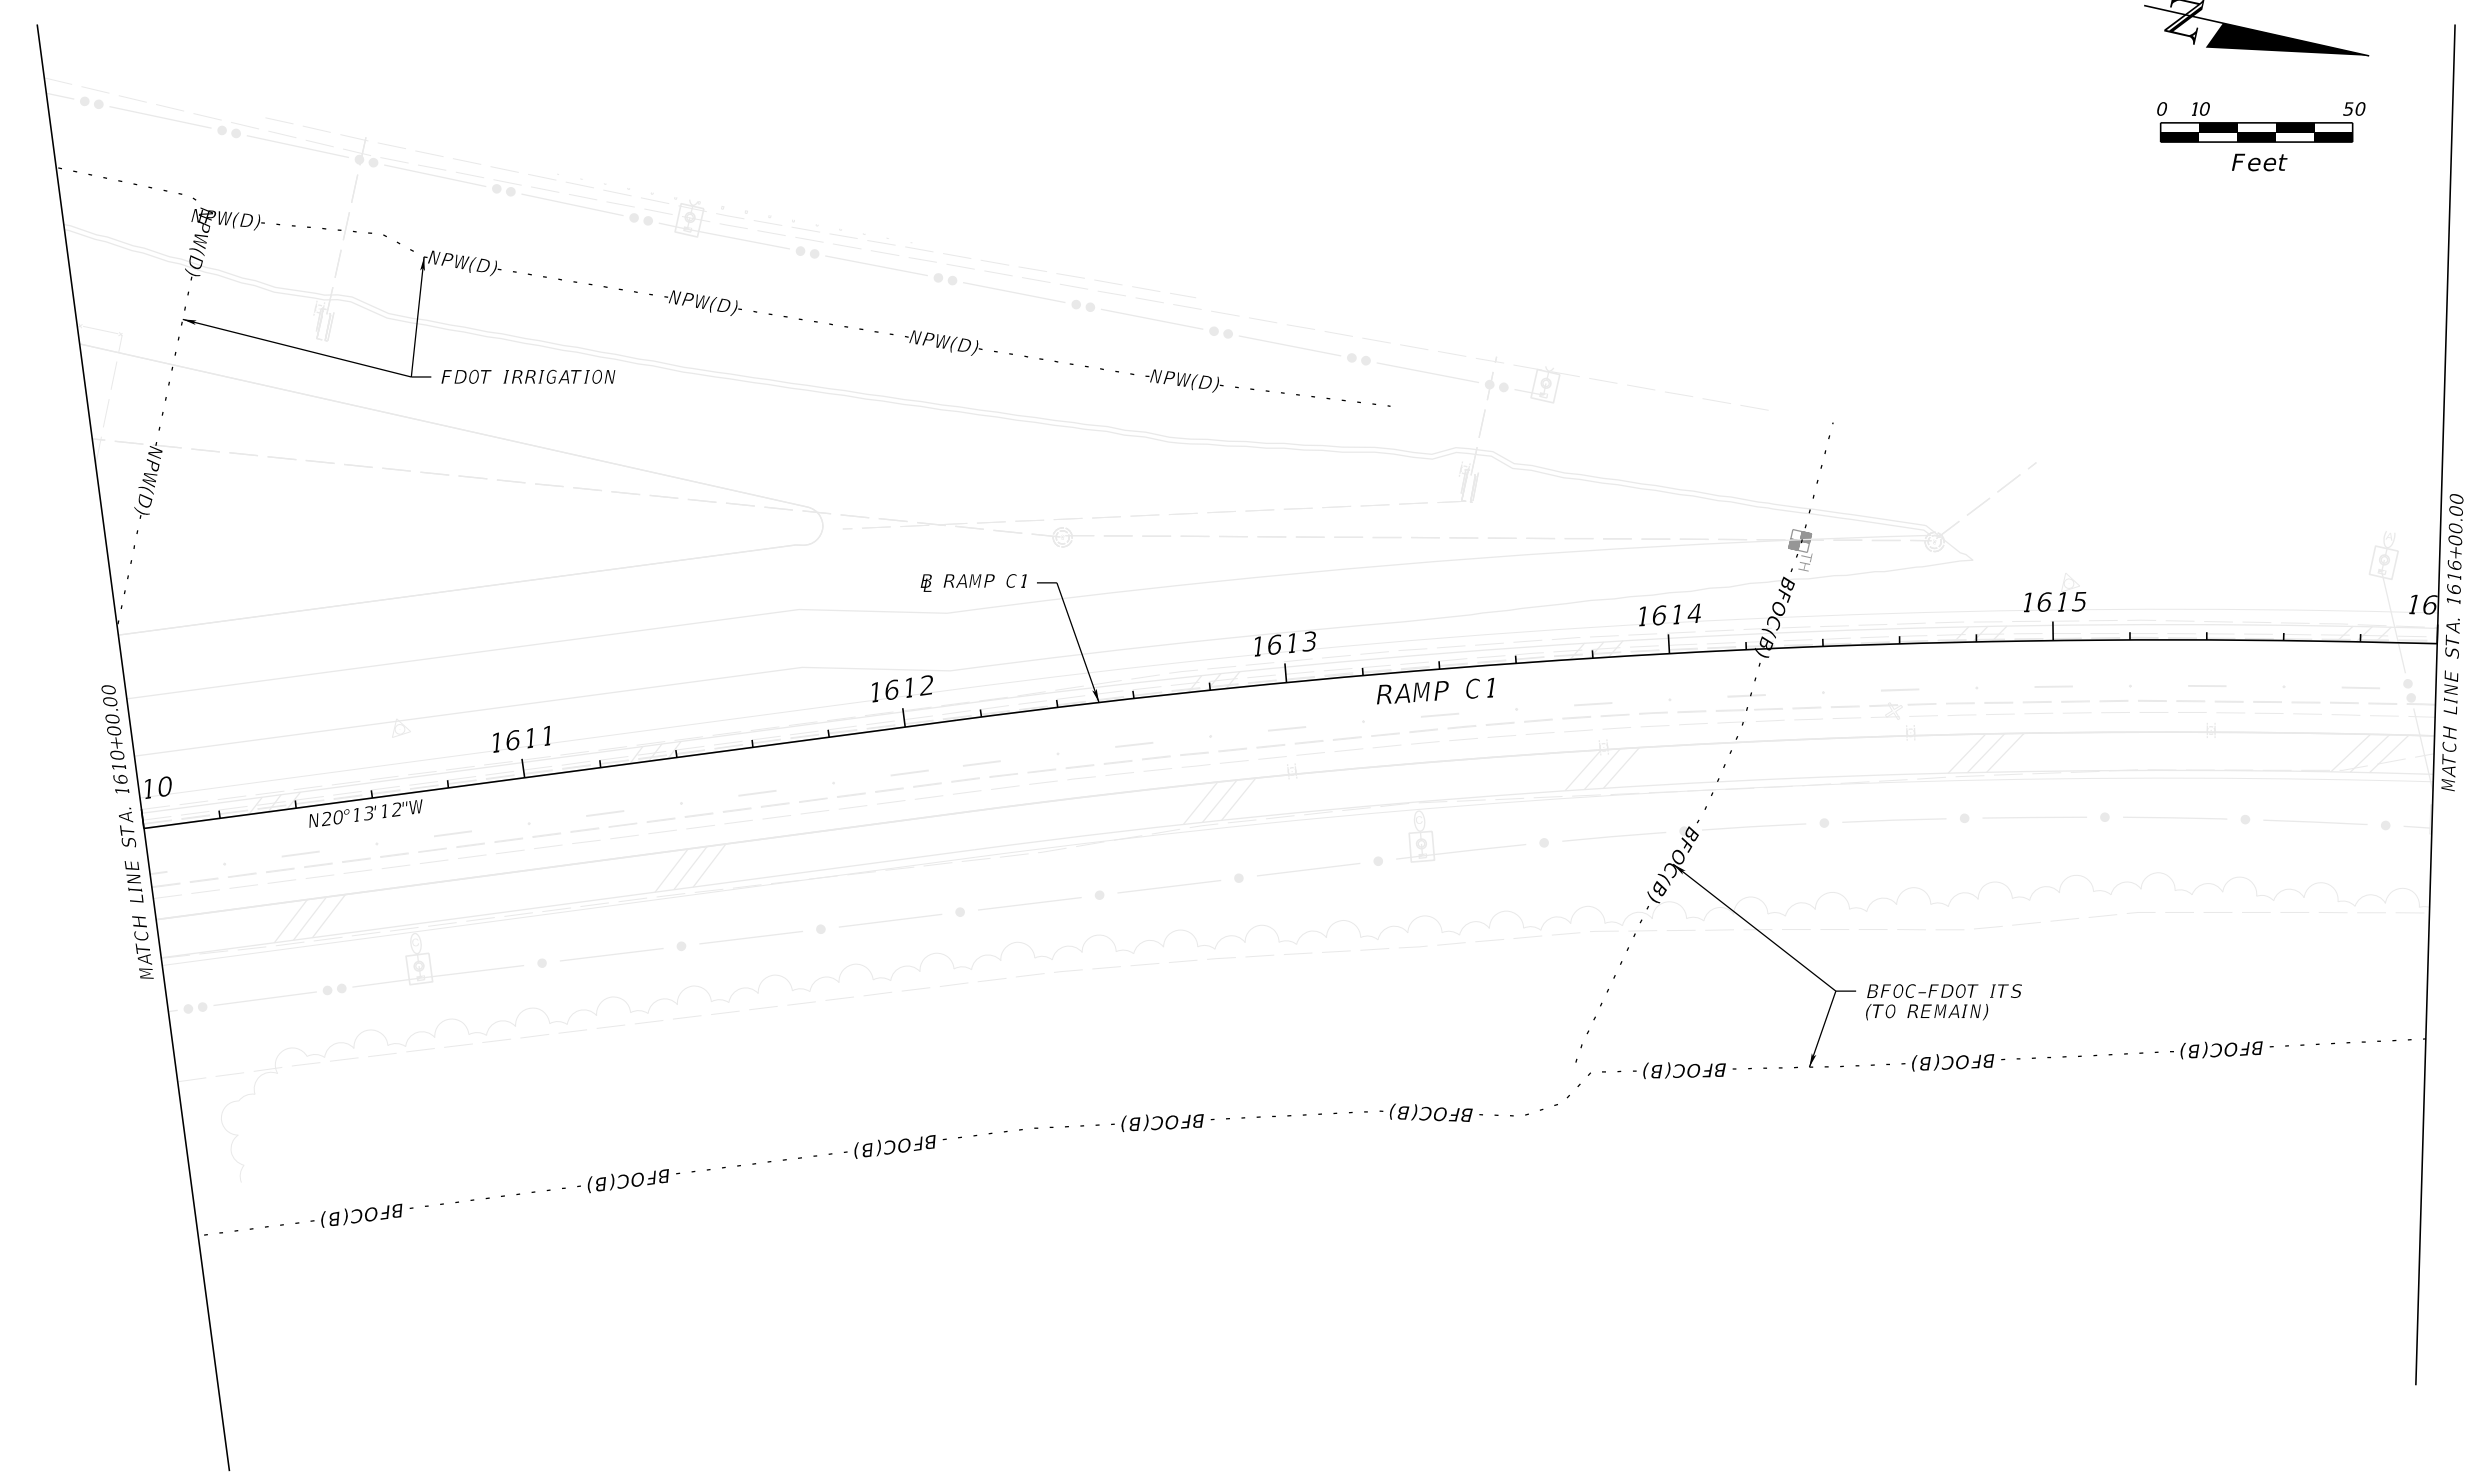 N
0 10 50
Feet
NPW(D)
NPW(D)
NPW(D)
NPW(D)
NPW(D)
NPW(D)
NPW(D)
FDOT IRRIGATION
BL RAMP C1
TH
BFOC(B)
10
1611
1612
1613
1614
1615
16
RAMP C1
N20°13'12"W
MATCH LINE STA. 1610+00.00
MATCH LINE STA. 1616+00.00
BFOC(B)
BFOC-FDOT ITS
(TO REMAIN)
BFOC(B)
BFOC(B)
BFOC(B)
BFOC(B)
BFOC(B)
BFOC(B)
BFOC(B)
BFOC(B)